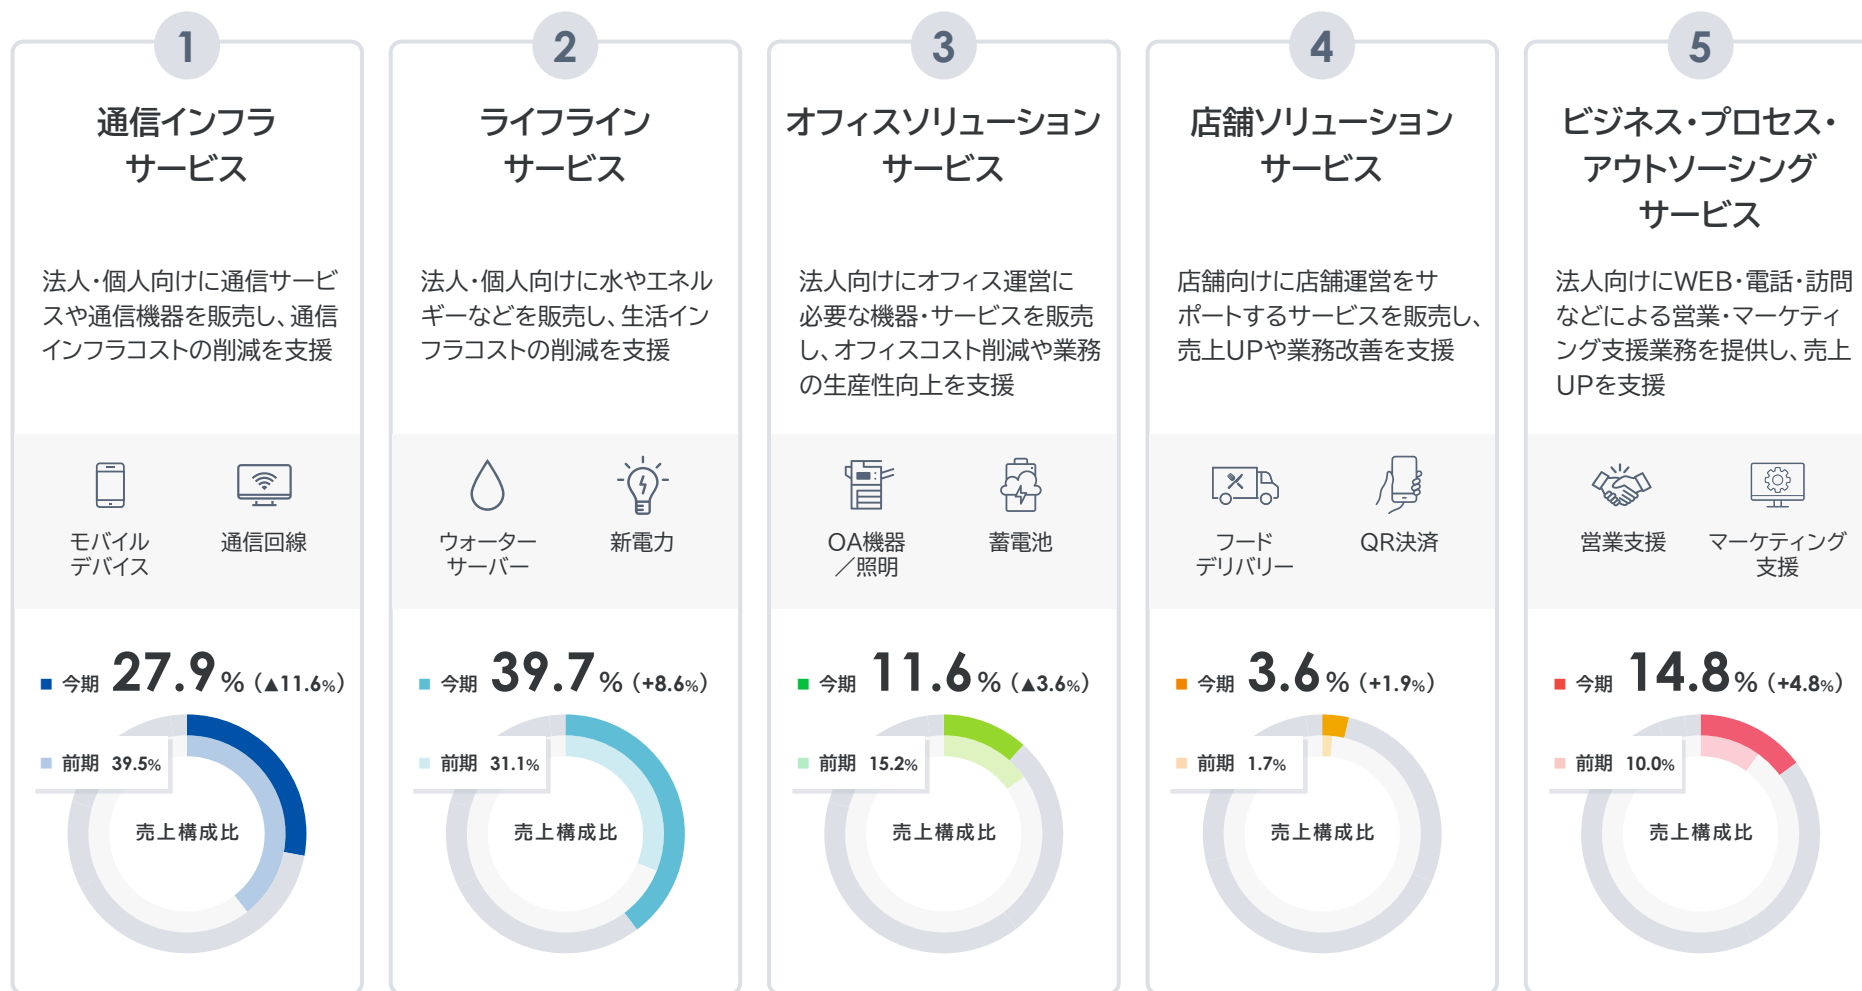 1
通信インフラ
サービス
法人・個人向けに通信サービ
スや通信機器を販売し、通信
インフラコストの削減を支援
モバイル
デバイス
通信回線
今期 27.9% (▲11.6%)
前期 39.5%
売上構成比
2
ライフライン
サービス
法人・個人向けに水やエネル
ギーなどを販売し、生活イン
フラコストの削減を支援
ウォーター
サーバー
新電力
今期 39.7% (+8.6%)
前期 31.1%
売上構成比
3
オフィスソリューション
サービス
法人向けにオフィス運営に
必要な機器・サービスを販売
し、オフィスコスト削減や業務
の生産性向上を支援
OA機器
／照明
蓄電池
今期 11.6% (▲3.6%)
前期 15.2%
売上構成比
4
店舗ソリューション
サービス
店舗向けに店舗運営をサ
ポートするサービスを販売し、
売上UPや業務改善を支援
フード
デリバリー
QR決済
今期 3.6% (+1.9%)
前期 1.7%
売上構成比
5
ビジネス・プロセス・
アウトソーシング
サービス
法人向けにWEB・電話・訪問
などによる営業・マーケティ
ング支援業務を提供し、売上
UPを支援
営業支援
マーケティング
支援
今期 14.8% (+4.8%)
前期 10.0%
売上構成比